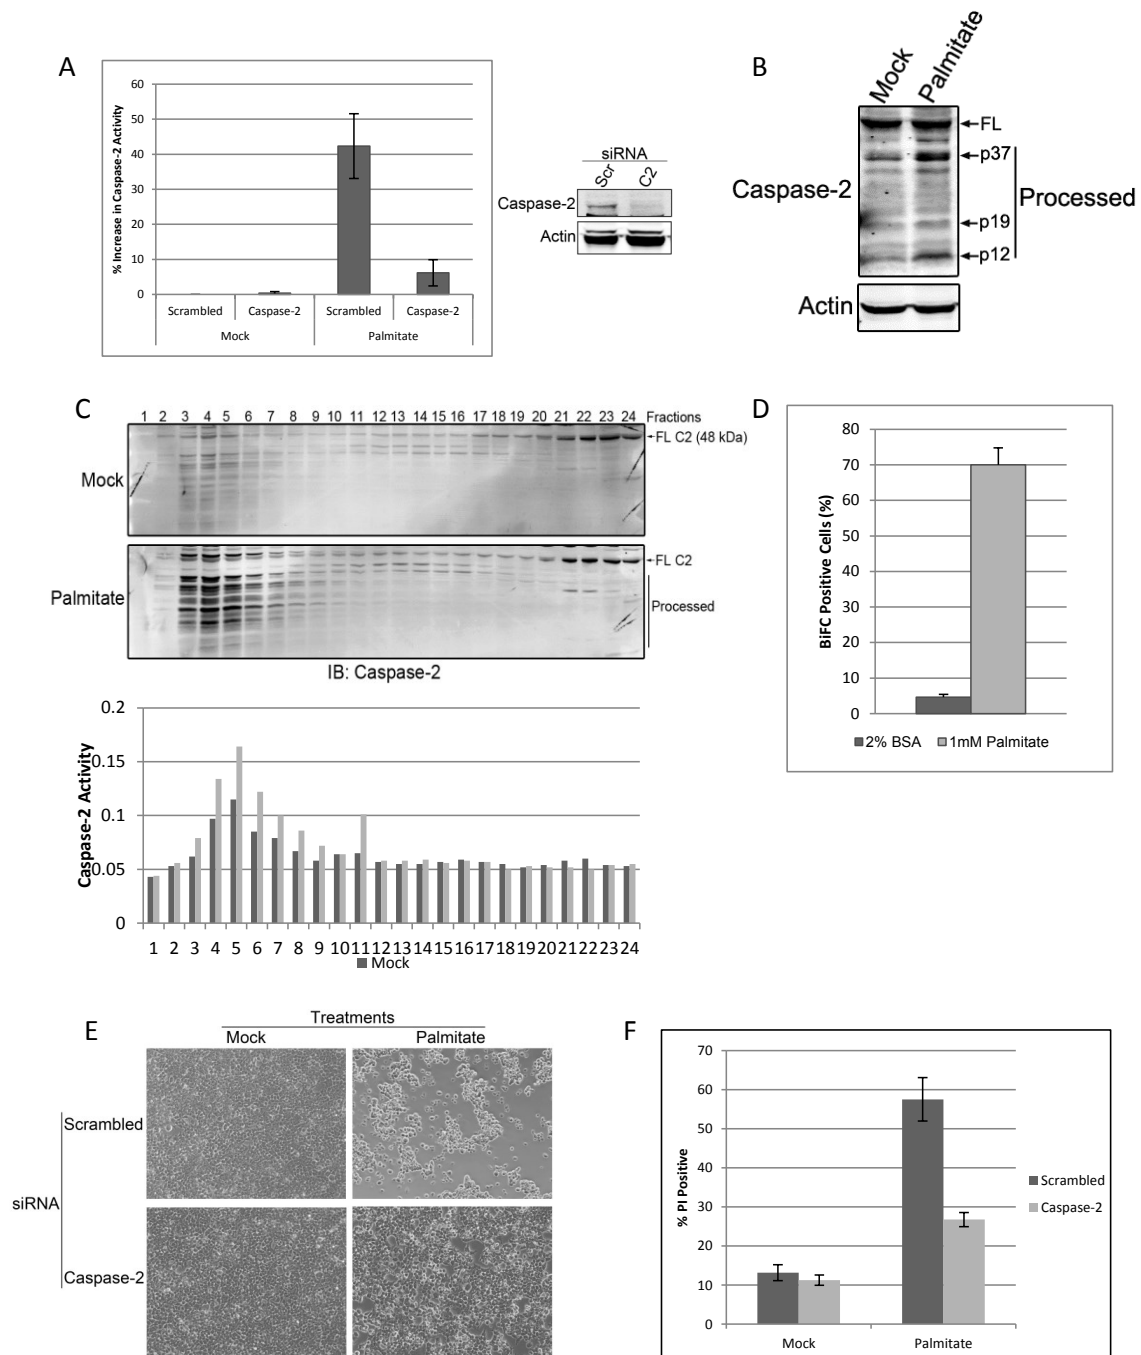 A
60
50
40
30
20
10
0
% Increase in Caspase-2 Activity
Scrambled Caspase-2 Scrambled Caspase-2
Mock Palmitate
siRNA
Scr C2
Caspase-2
Actin
B
Mock Palmitate
FL
p37
Caspase-2
Processed
p19
p12
Actin
C
1 2 3 4 5 6 7 8 9 10 11 12 13 14 15 16 17 18 19 20 21 22 23 24 Fractions
FL C2 (48 kDa)
Mock
FL C2
Palmitate
Processed
IB: Caspase-2
0.2
0.15
0.1
0.05
0
Caspase-2 Activity
1 2 3 4 5 6 7 8 9 10 11 12 13 14 15 16 17 18 19 20 21 22 23 24
Mock
D
80
70
60
50
40
30
20
10
0
BiFC Positive Cells (%)
2% BSA 1mM Palmitate
E
Treatments
Mock Palmitate
Scrambled
siRNA
Caspase-2
F
70
60
50
40
30
20
10
0
% PI Positive
Mock Palmitate
Scrambled
Caspase-2